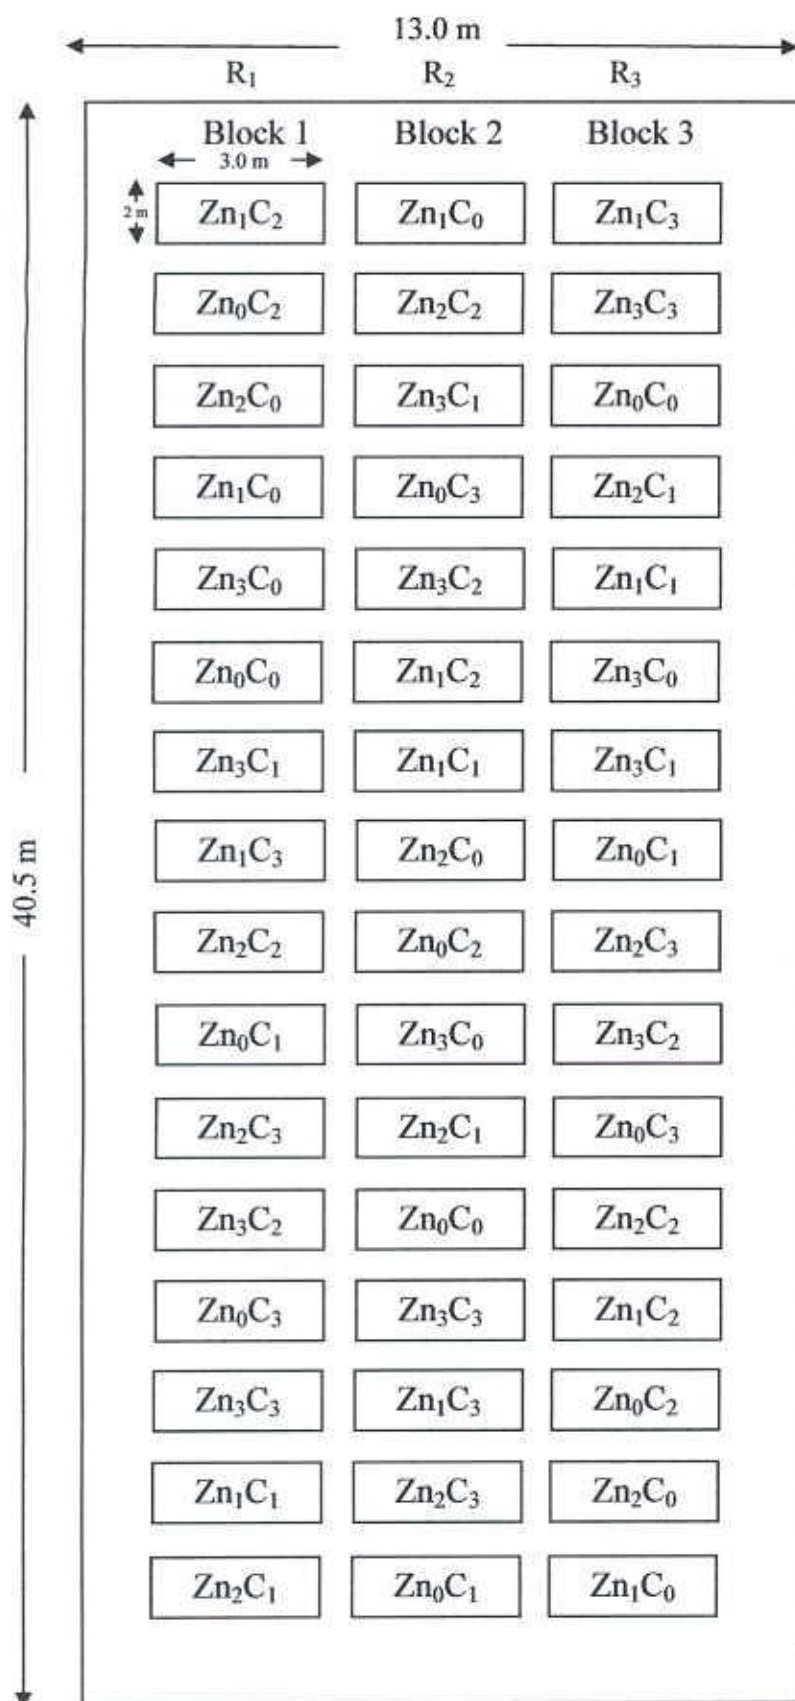 13.0 m
R₁ R₂ R₃
Block 1 Block 2 Block 3
3.0 m
2 m
Zn₁C₂ Zn₁C₀ Zn₁C₃
Zn₀C₂ Zn₂C₂ Zn₃C₃
Zn₂C₀ Zn₃C₁ Zn₀C₀
Zn₁C₀ Zn₀C₃ Zn₂C₁
Zn₃C₀ Zn₃C₂ Zn₁C₁
Zn₀C₀ Zn₁C₂ Zn₃C₀
Zn₃C₁ Zn₁C₁ Zn₃C₁
Zn₁C₃ Zn₂C₀ Zn₀C₁
40.5 m
Zn₂C₂ Zn₀C₂ Zn₂C₃
Zn₀C₁ Zn₃C₀ Zn₃C₂
Zn₂C₃ Zn₂C₁ Zn₀C₃
Zn₃C₂ Zn₀C₀ Zn₂C₂
Zn₀C₃ Zn₃C₃ Zn₁C₂
Zn₃C₃ Zn₁C₃ Zn₀C₂
Zn₁C₁ Zn₂C₃ Zn₂C₀
Zn₂C₁ Zn₀C₁ Zn₁C₀